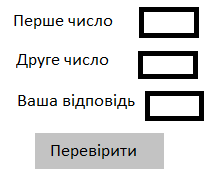 Перше число
Друге число
Ваша відповідь
Перевірити